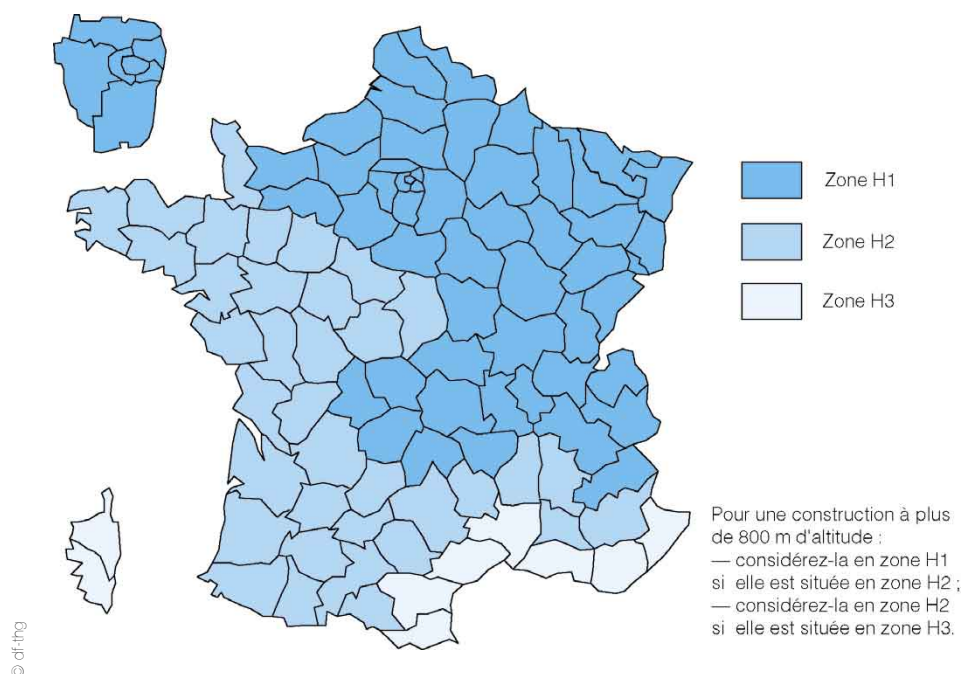 Zone H1
Zone H2
Zone H3
Pour une construction à plus
de 800 m d'altitude :
— considérez-la en zone H1
si elle est située en zone H2 ;
— considérez-la en zone H2
si elle est située en zone H3.
© df-thg